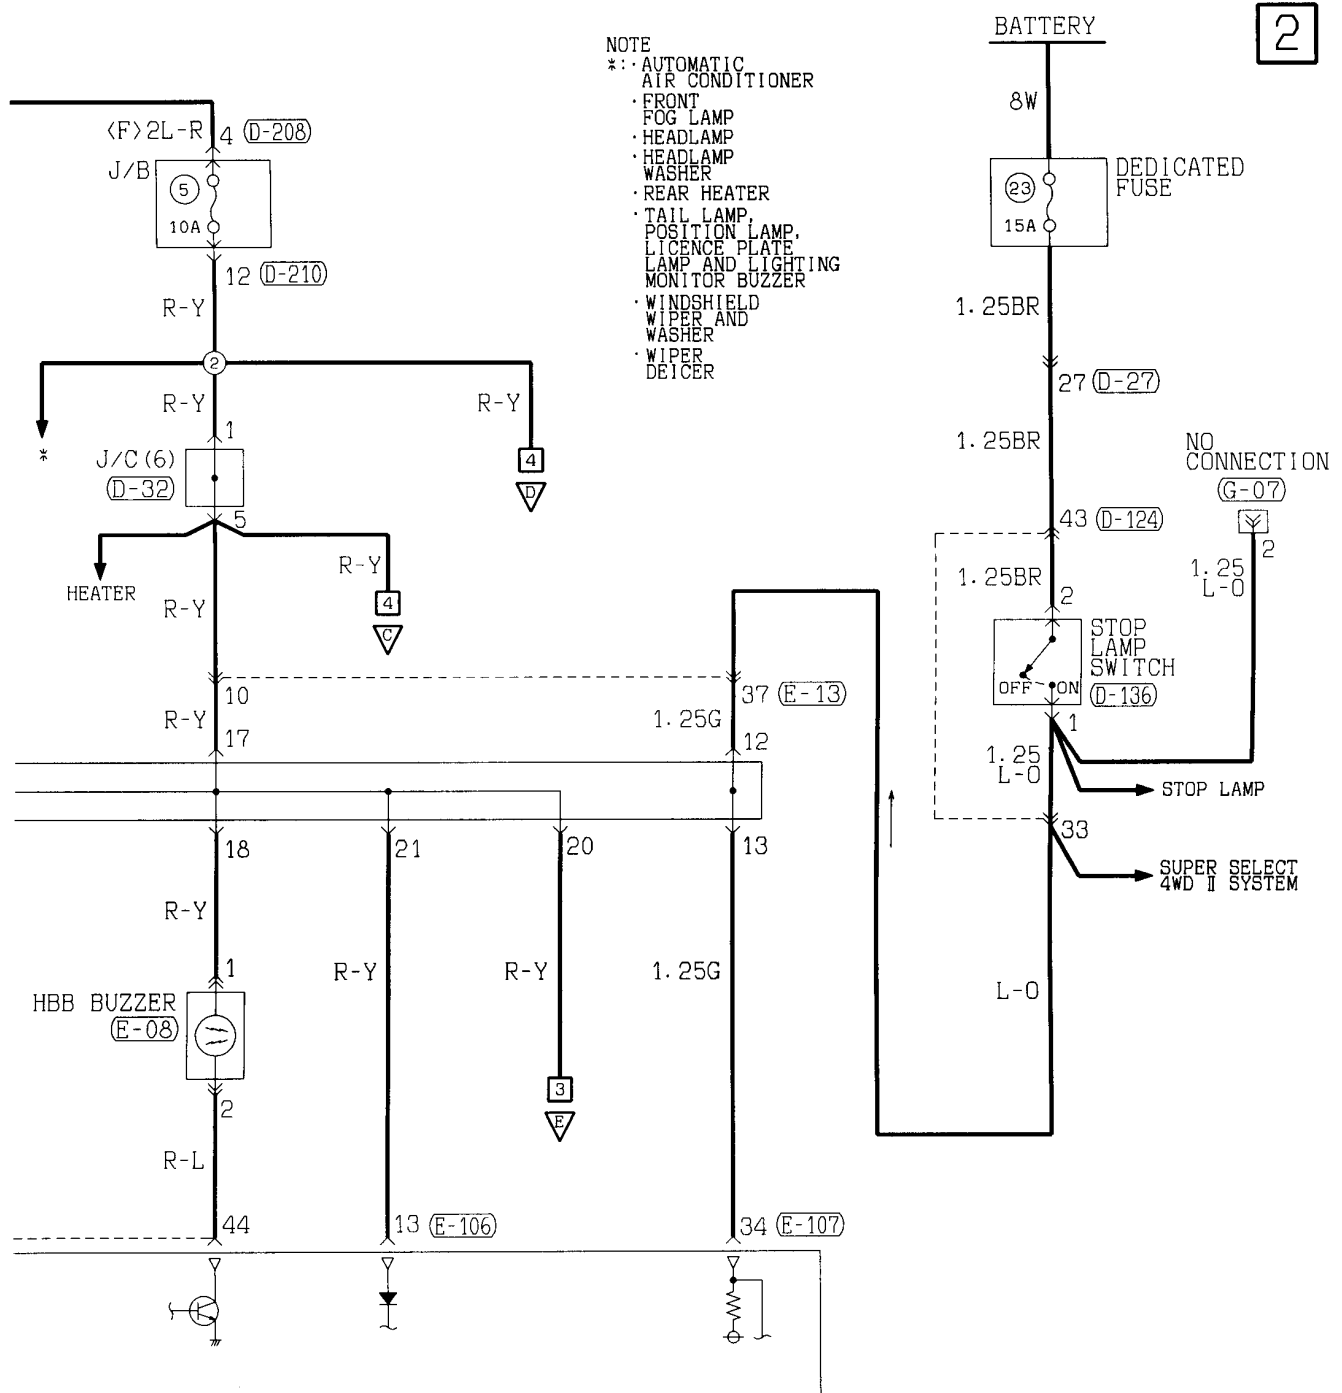 2
BATTERY
8W
DEDICATED
FUSE
23
15A
1.25BR
27 (D-27)
1.25BR
43 (D-124)
1.25BR
2
STOP
LAMP
SWITCH
(D-136)
OFF ON
1
NO
CONNECTION
(G-07)
2
1.25
L-O
1.25
L-O
STOP LAMP
33
SUPER SELECT
4WD Ⅱ SYSTEM
L-O
NOTE
*:·AUTOMATIC
AIR CONDITIONER
·FRONT
FOG LAMP
·HEADLAMP
·HEADLAMP
WASHER
·REAR HEATER
·TAIL LAMP,
POSITION LAMP,
LICENCE PLATE
LAMP AND LIGHTING
MONITOR BUZZER
·WINDSHIELD
WIPER AND
WASHER
·WIPER
DEICER
<F>2L-R 4 (D-208)
J/B
5
10A
12 (D-210)
R-Y
2
R-Y
R-Y
*
1
4
D
J/C(6)
(D-32)
5
HEATER
R-Y
4
C
R-Y
10
37 (E-13)
R-Y
1.25G
17
12
18
21
20
13
R-Y
R-Y
R-Y
1.25G
1
HBB BUZZER
(E-08)
2
3
E
R-L
44
13 (E-106)
34 (E-107)